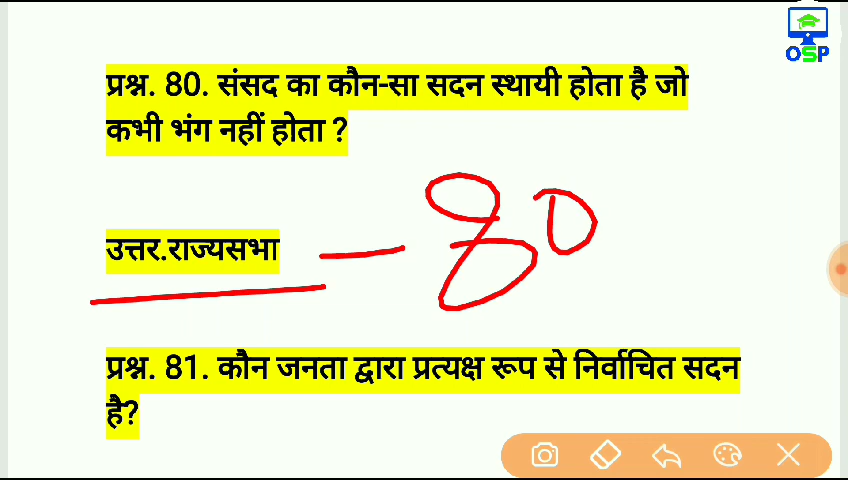 OSP
प्रश्न. 80. संसद का कौन-सा सदन स्थायी होता है जो
कभी भंग नहीं होता ?
उत्तर.राज्यसभा
- 80
प्रश्न. 81. कौन जनता द्वारा प्रत्यक्ष रूप से निर्वाचित सदन
है?